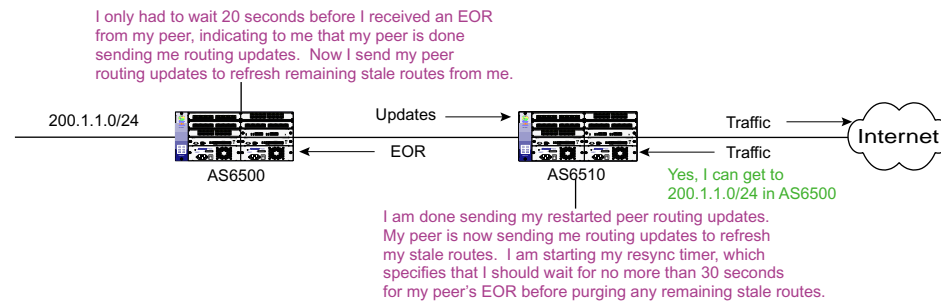 I only had to wait 20 seconds before I received an EOR
from my peer, indicating to me that my peer is done
sending me routing updates. Now I send my peer
routing updates to refresh remaining stale routes from me.
200.1.1.0/24
Updates
EOR
Traffic
Traffic
Internet
AS6500
AS6510
Yes, I can get to
200.1.1.0/24 in AS6500
I am done sending my restarted peer routing updates.
My peer is now sending me routing updates to refresh
my stale routes. I am starting my resync timer, which
specifies that I should wait for no more than 30 seconds
for my peer's EOR before purging any remaining stale routes.